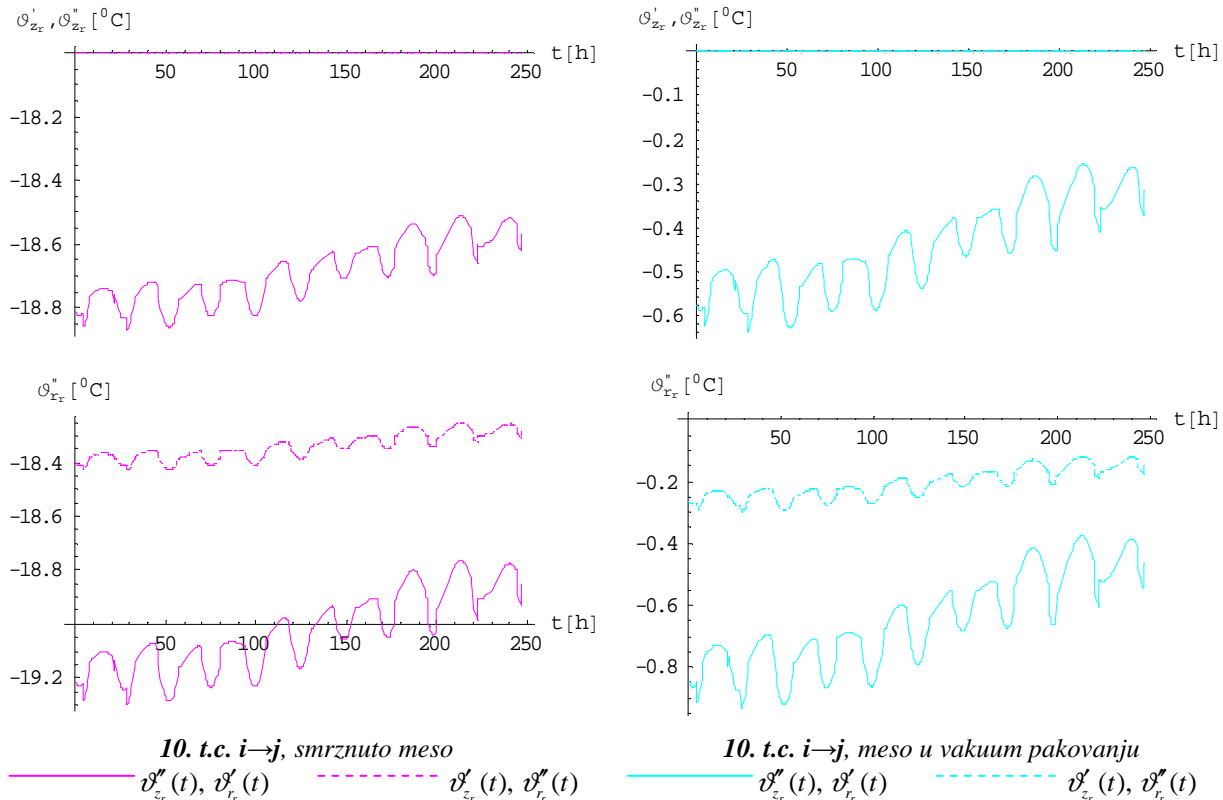 ϑ'zr,ϑ"zr[⁰C]
t[h]
50 100 150 200 250
-18.2
-18.4
-18.6
-18.8
ϑ'zr,ϑ"zr[⁰C]
t[h]
50 100 150 200 250
-0.1
-0.2
-0.3
-0.4
-0.5
-0.6
ϑ"rr[⁰C]
-18.4
-18.6
-18.8
t[h]
50 100 150 200 250
-19.2
ϑ"rr[⁰C]
t[h]
50 100 150 200 250
-0.2
-0.4
-0.6
-0.8
10. t.c. i→j, smrznuto meso
ϑ"zr(t), ϑ'rr(t) ϑ'zr(t), ϑ"rr(t)
10. t.c. i→j, meso u vakuum pakovanju
ϑ"zr(t), ϑ'rr(t) ϑ'zr(t), ϑ"rr(t)